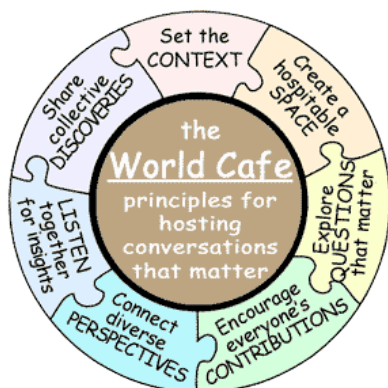 Set the
CONTEXT
Create a
hospitable
SPACE
Explore
QUESTIONS
that matter
Encourage
everyone's
CONTRIBUTIONS
Connect
diverse
PERSPECTIVES
LISTEN
together
for insights
Share
collective
DISCOVERIES
the
World Cafe
principles for
hosting
conversations
that matter